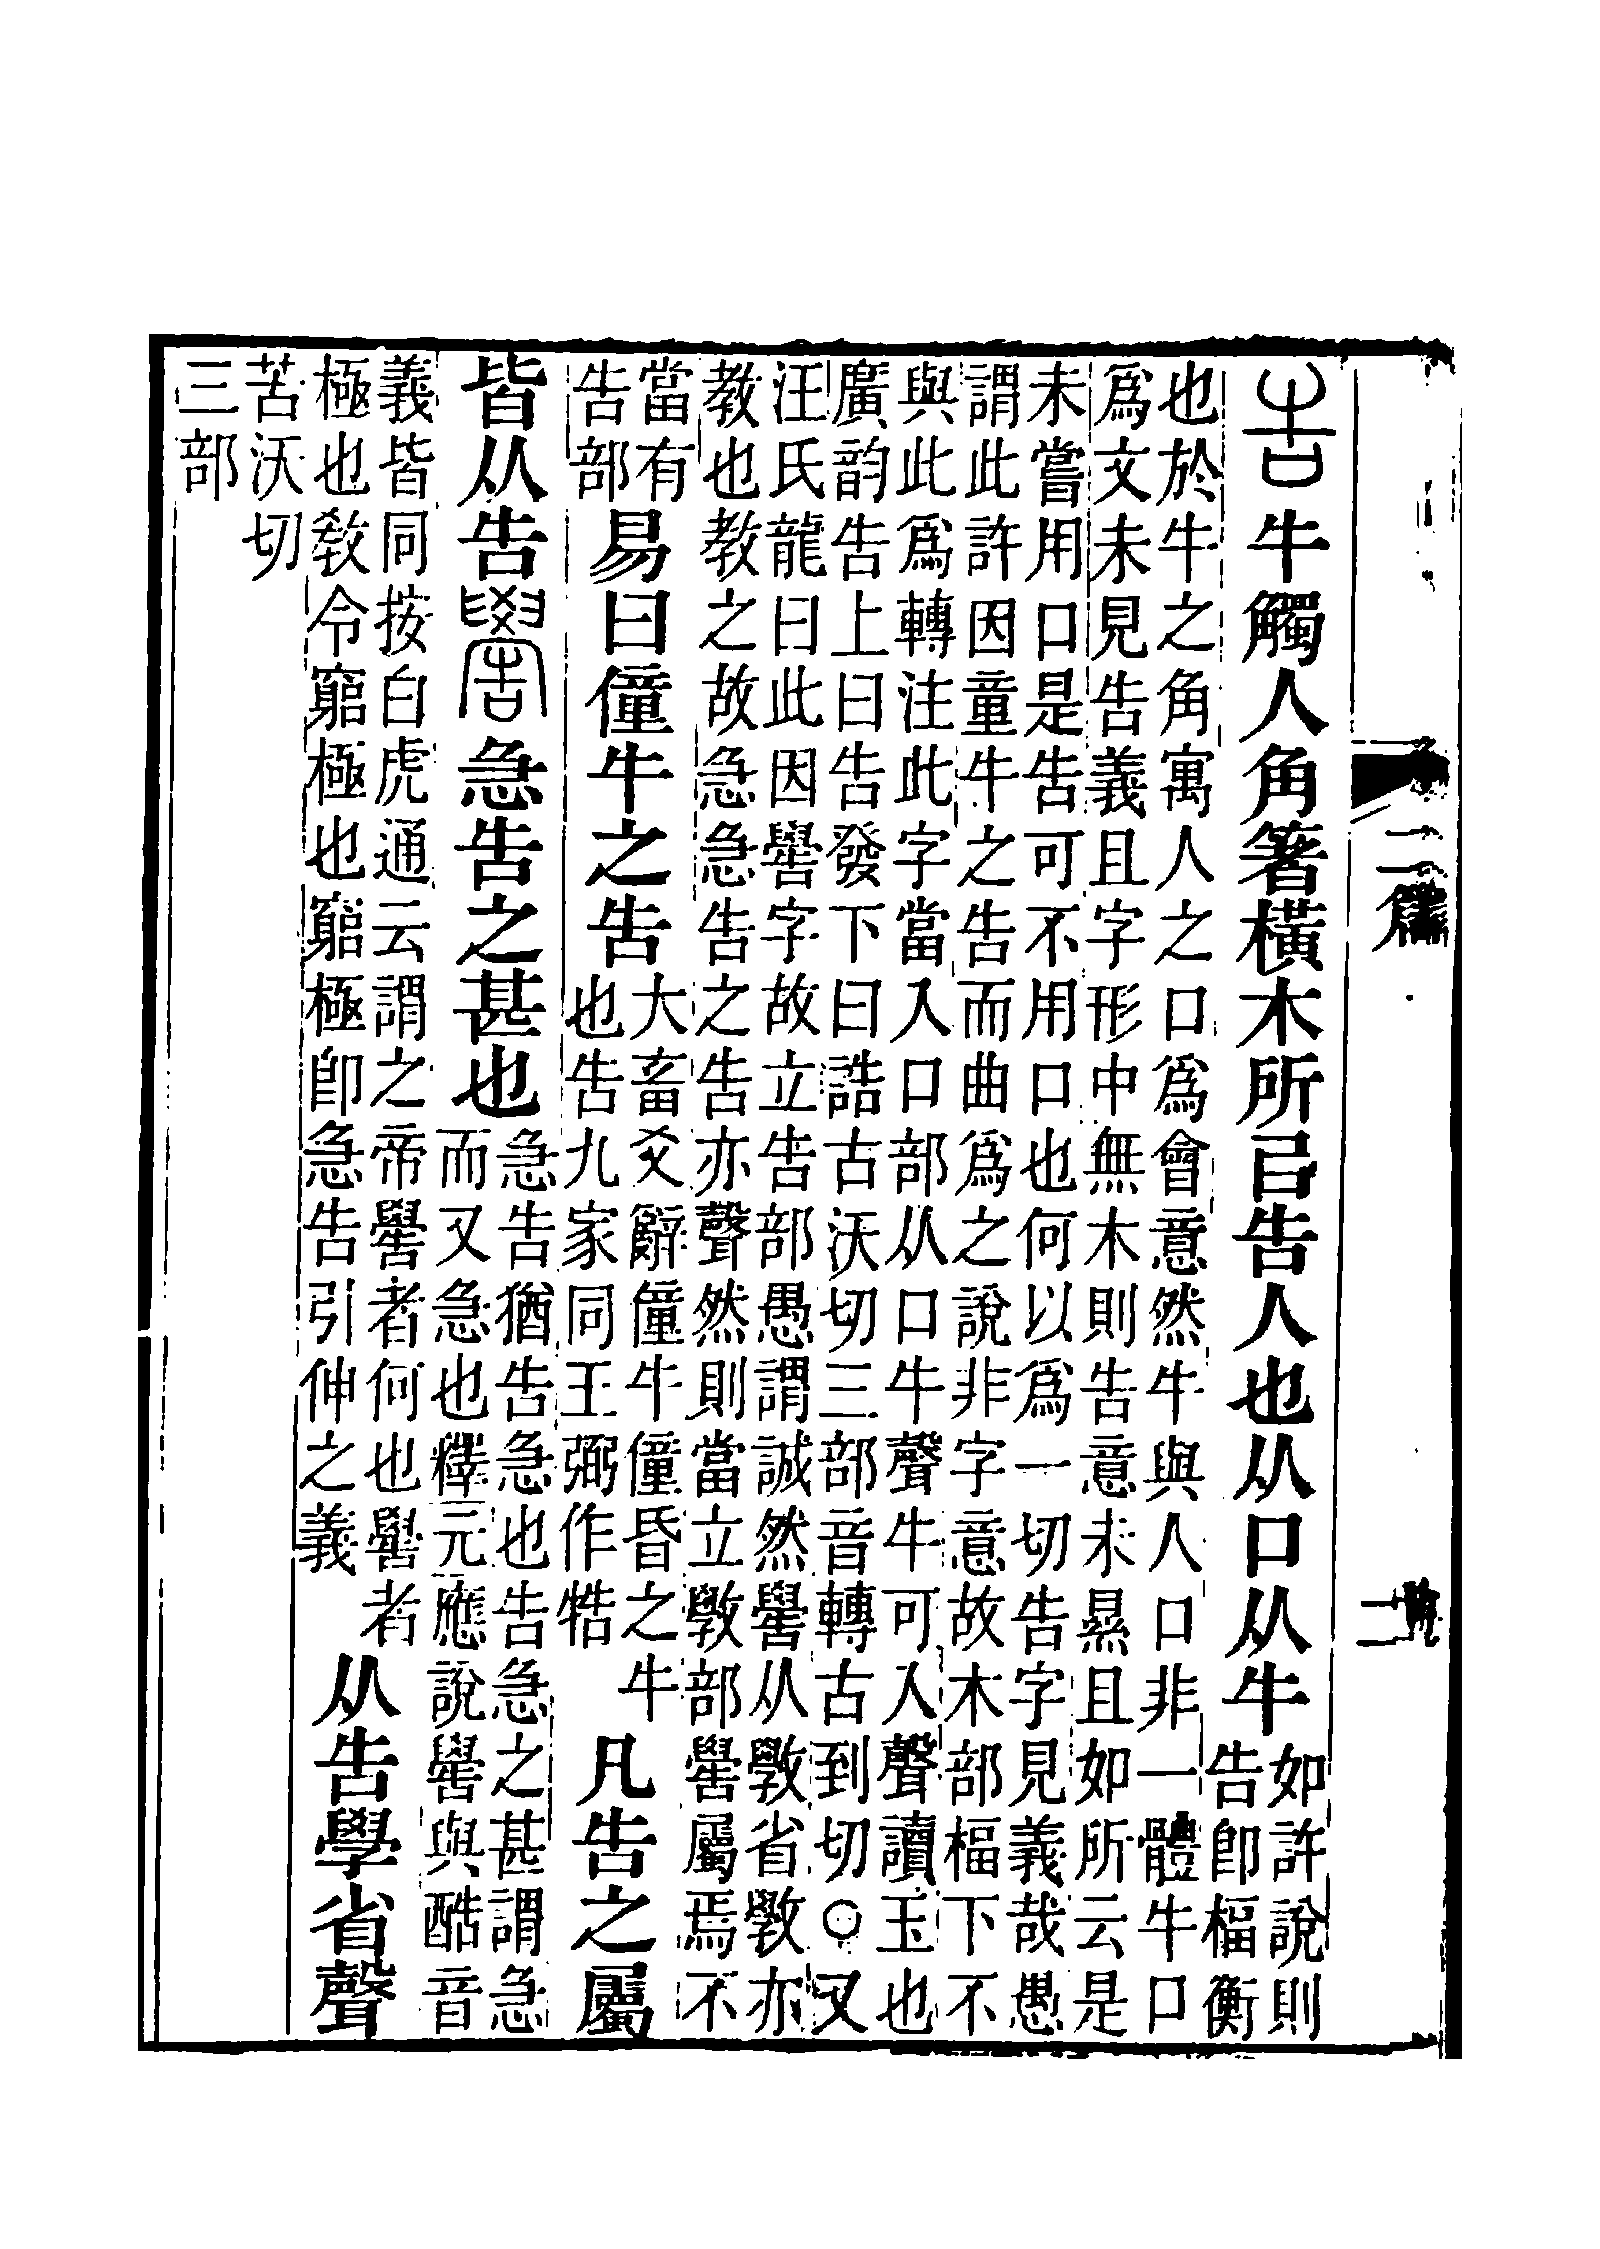 告牛觸人角箸橫木所㠯告人也从口从牛如許說則
告卽楅衡
也於牛之角寓人之口爲會意然牛與人口非一體牛口
爲文未見告義且字形中無木則告意未㬎且如所云是
未嘗用口是告可不用口也何以爲一切告字見義哉愚
謂此許因童牛之告而曲爲之說非字意故木部楅下不
與此爲轉注此字當入口部从口牛聲牛可入聲讀玉也
廣韵告上曰告發下曰誥古沃切三部音轉古到切○又
汪氏龍曰此因嚳字故立告部愚謂誠然嚳从斆省斆亦
教也教之故急急告之告亦聲然則當立斆部嚳屬焉不
當有
告部
易曰僮牛之告
大畜爻辭僮牛僮昏之牛
也告九家同王弼作牿
凡告之屬
皆从告嚳急告之甚也
急告猶告急也告急之甚謂急
而又急也釋元應說嚳與酷音
義皆同按白虎通云謂之帝嚳者何也嚳者
極也敎令窮極也窮極卽急告引伸之義
从告學省聲
苦沃切
三部
二篇
二